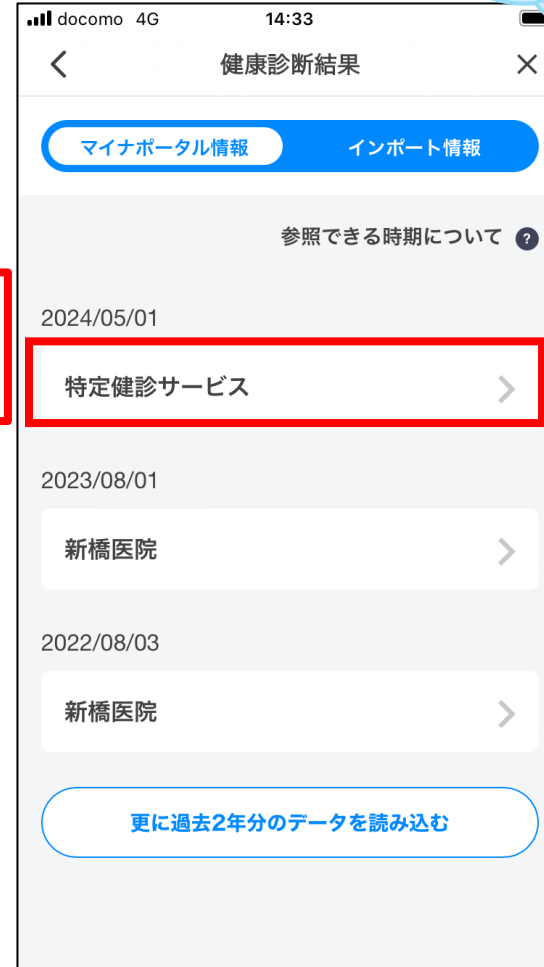 docomo 4G 14:33
健康診断結果
マイナポータル情報 インポート情報
参照できる時期について ?
2024/05/01
特定健診サービス
2023/08/01
新橋医院
2022/08/03
新橋医院
更に過去2年分のデータを読み込む